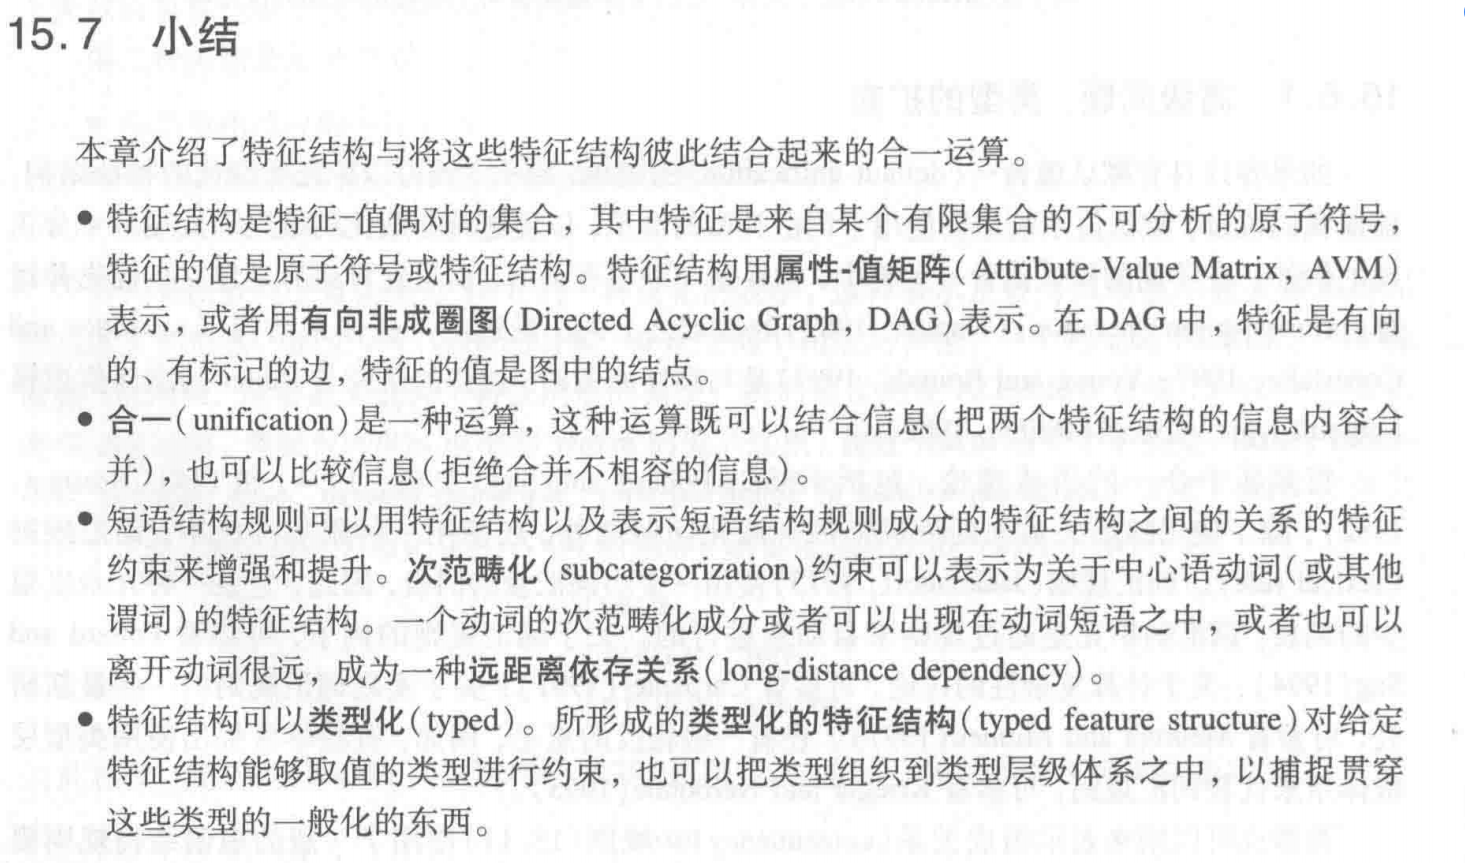 15.7 小结
本章介绍了特征结构与将这些特征结构彼此结合起来的合一运算。
● 特征结构是特征-值偶对的集合，其中特征是来自某个有限集合的不可分析的原子符号，
特征的值是原子符号或特征结构。特征结构用属性-值矩阵(Attribute-Value Matrix, AVM)
表示，或者用有向非成圈图(Directed Acyclic Graph, DAG)表示。在 DAG 中，特征是有向
的、有标记的边，特征的值是图中的结点。
● 合一(unification)是一种运算，这种运算既可以结合信息(把两个特征结构的信息内容合
并)，也可以比较信息(拒绝合并不相容的信息)。
● 短语结构规则可以用特征结构以及表示短语结构规则成分的特征结构之间的关系的特征
约束来增强和提升。次范畴化(subcategorization)约束可以表示为关于中心语动词(或其他
谓词)的特征结构。一个动词的次范畴化成分或者可以出现在动词短语之中，或者也可以
离开动词很远，成为一种远距离依存关系(long-distance dependency)。
● 特征结构可以类型化(typed)。所形成的类型化的特征结构(typed feature structure)对给定
特征结构能够取值的类型进行约束，也可以把类型组织到类型层级体系之中，以捕捉贯穿
这些类型的一般化的东西。